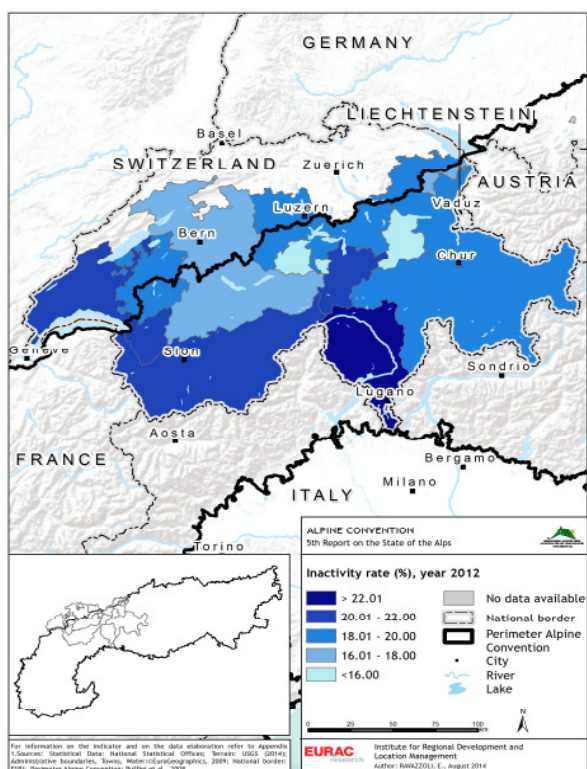 GERMANY
LIECHTENSTEIN
Basel
SWITZERLAND
Zuerich
AUSTRIA
Luzern
Vaduz
Bern
Chur
Geneve
Sion
Sondrio
Lugano
Aosta
FRANCE
Bergamo
Milano
ITALY
Torino
ALPINE CONVENTION
5th Report on the State of the Alps
Inactivity rate (%), year 2012
> 22.01
20.01 - 22.00
18.01 - 20.00
16.01 - 18.00
<16.00
No data available
National border
Perimeter Alpine
Convention
City
River
Lake
0 25 50 100
km
N
For information on the indicator and on the data elaboration refer to Appendix
1.Sources: Statistical Data: National Statistical Offices; Terrain: USGS (2014);
Administrative boundaries, Towns, Water:©EuroGeographics, 2009; National border:
Perimeter Alpine Convention:
EURAC
research
Institute for Regional Development and
Location Management
Author: RAVAZZOLI, E., August 2014